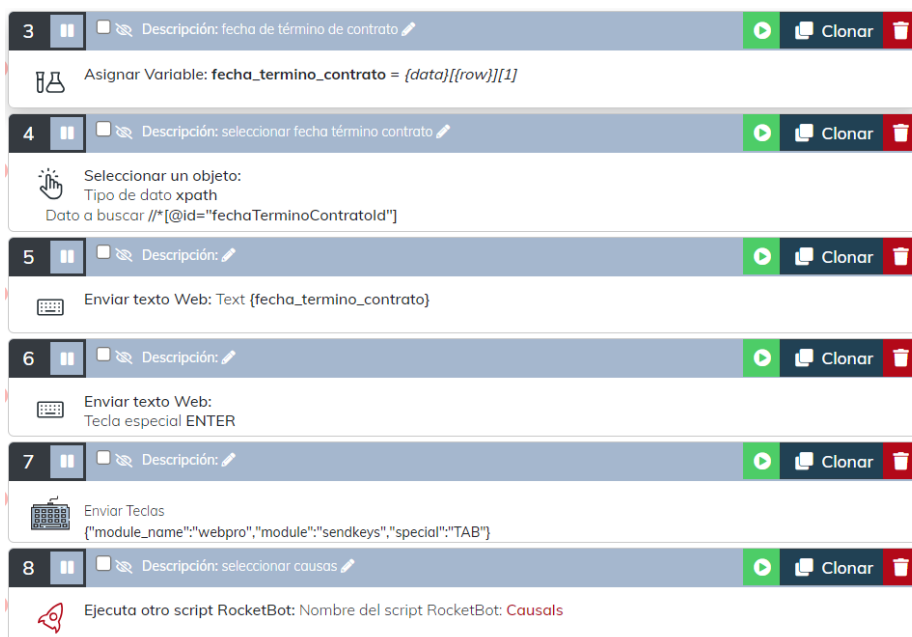 3 Descripción: fecha de término de contrato Clonar
Asignar Variable: fecha_termino_contrato = {data}[{row}][1]
4 Descripción: seleccionar fecha término contrato Clonar
Seleccionar un objeto:
Tipo de dato xpath
Dato a buscar //*[@id="fechaTerminoContratoId"]
5 Descripción: Clonar
Enviar texto Web: Text {fecha_termino_contrato}
6 Descripción: Clonar
Enviar texto Web:
Tecla especial ENTER
7 Descripción: Clonar
Enviar Teclas
{"module_name":"webpro","module":"sendkeys","special":"TAB"}
8 Descripción: seleccionar causas Clonar
Ejecuta otro script RocketBot: Nombre del script RocketBot: Causals